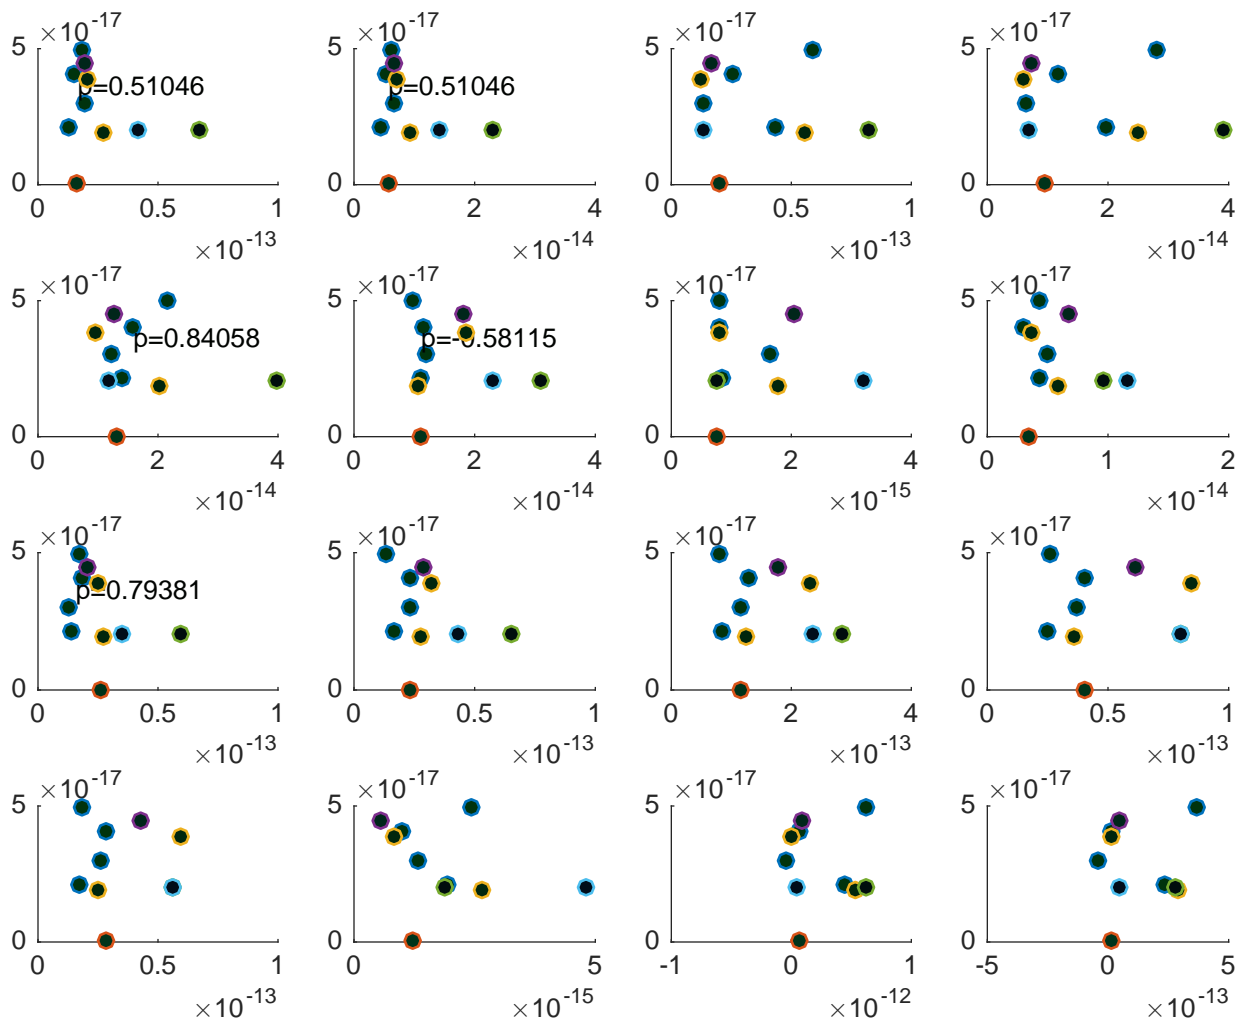 ×10^-17 ×10^-17 ×10^-17 ×10^-17
5 5 5 5
p=0.51046 p=0.51046
0 0 0 0
0 0.5 1 0 2 4 0 0.5 1 0 2 4
×10^-13 ×10^-14 ×10^-13 ×10^-14
×10^-17 ×10^-17 ×10^-17 ×10^-17
5 5 5 5
p=0.84058 p=-0.58115
0 0 0 0
0 2 4 0 2 4 0 2 4 0 1 2
×10^-14 ×10^-14 ×10^-15 ×10^-14
×10^-17 ×10^-17 ×10^-17 ×10^-17
5 5 5 5
p=0.79381
0 0 0 0
0 0.5 1 0 0.5 1 0 2 4 0 0.5 1
×10^-13 ×10^-13 ×10^-13 ×10^-13
×10^-17 ×10^-17 ×10^-17 ×10^-17
5 5 5 5
0 0 0 0
0 0.5 1 0 5 -1 0 1 -5 0 5
×10^-13 ×10^-15 ×10^-12 ×10^-13